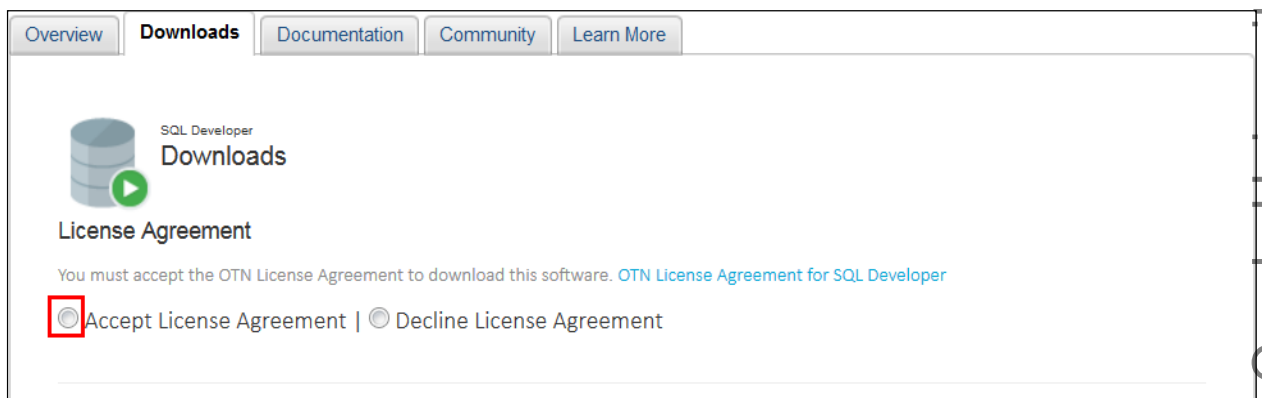 Overview Downloads Documentation Community Learn More
SQL Developer
Downloads
License Agreement
You must accept the OTN License Agreement to download this software. OTN License Agreement for SQL Developer
Accept License Agreement | Decline License Agreement